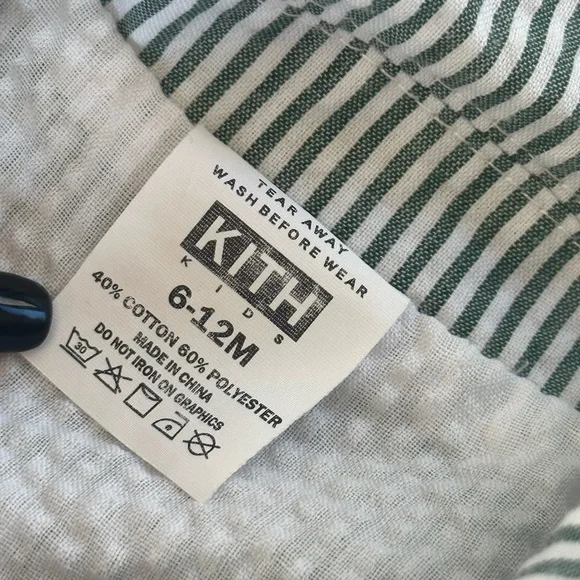 TEAR AWAY
WASH BEFORE WEAR
KITH
KIDS
6-12M
40% COTTON 60% POLYESTER
MADE IN CHINA
DO NOT IRON ON GRAPHICS
30